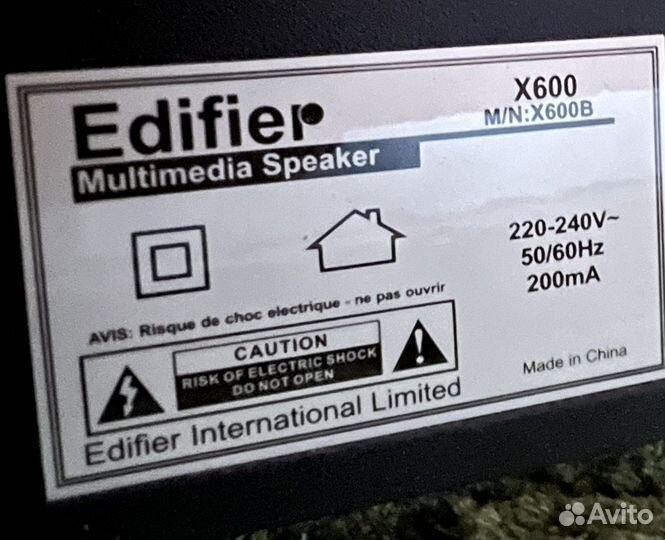 Edifier
Multimedia Speaker
X600
M/N:X600B
220-240V~
50/60Hz
200mA
AVIS: Risque de choc electrique - ne pas ouvrir
CAUTION
RISK OF ELECTRIC SHOCK
DO NOT OPEN
Edifier International Limited
Made in China
Avito